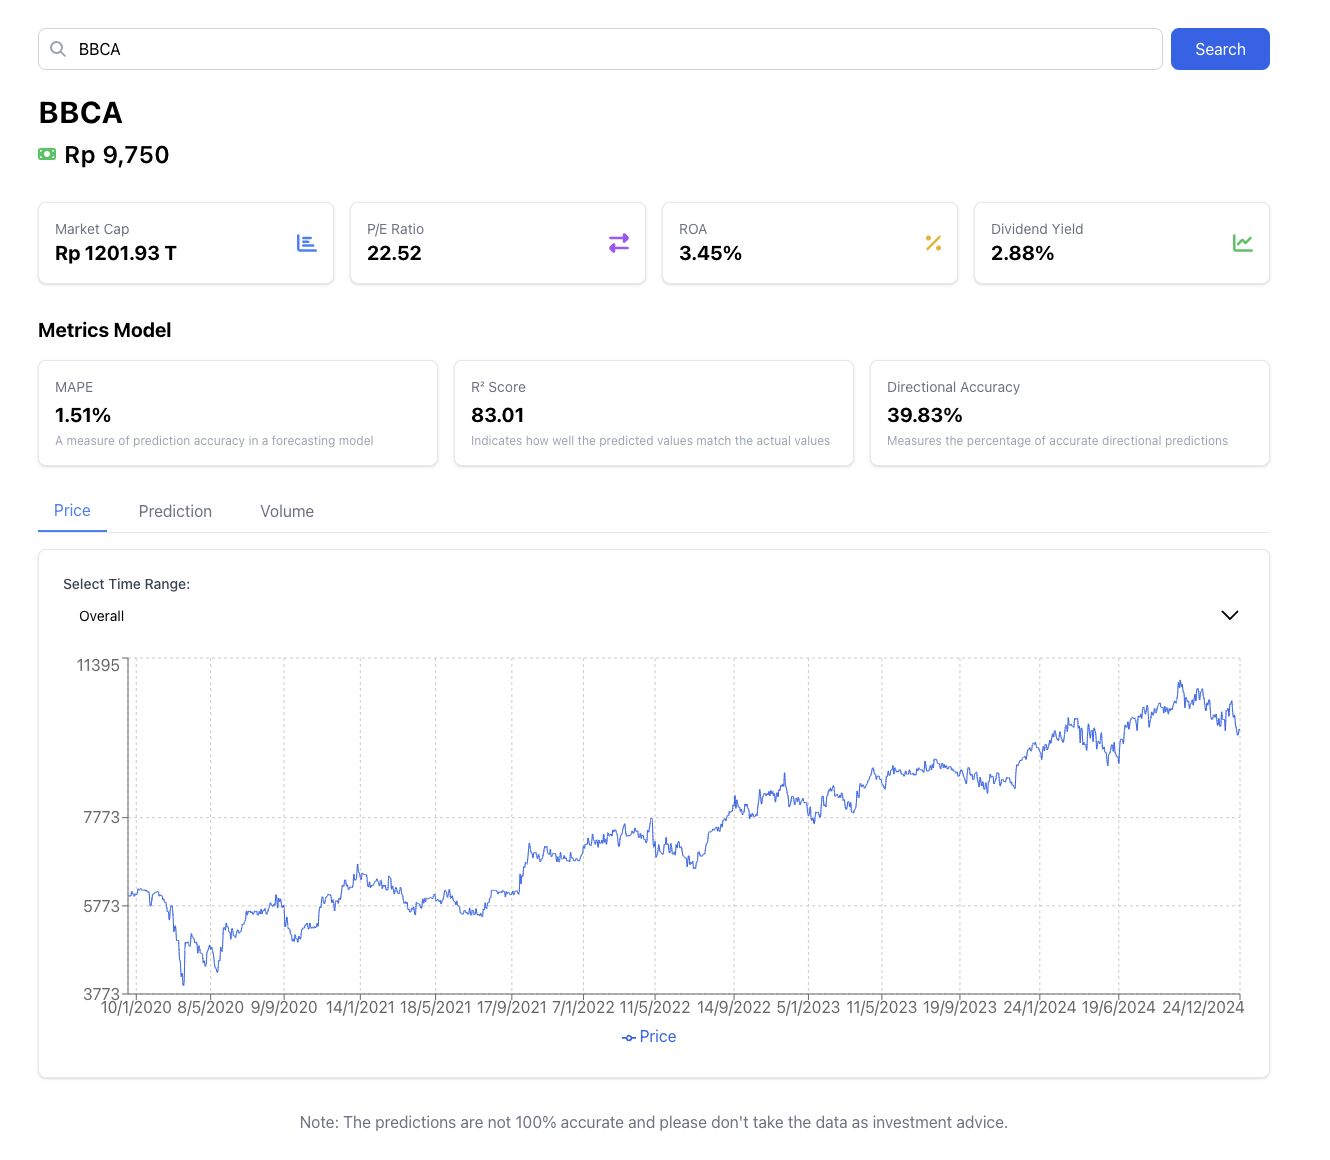 BBCA
Search
BBCA
Rp 9,750
Market Cap
Rp 1201.93 T
P/E Ratio
22.52
ROA
3.45%
Dividend Yield
2.88%
Metrics Model
MAPE
1.51%
A measure of prediction accuracy in a forecasting model
R² Score
83.01
Indicates how well the predicted values match the actual values
Directional Accuracy
39.83%
Measures the percentage of accurate directional predictions
Price
Prediction
Volume
Select Time Range:
Overall
11395
7773
5773
3773
10/1/2020 8/5/2020 9/9/2020 14/1/2021 18/5/2021 17/9/2021 7/1/2022 11/5/2022 14/9/2022 5/1/2023 11/5/2023 19/9/2023 24/1/2024 19/6/2024 24/12/2024
Price
Note: The predictions are not 100% accurate and please don't take the data as investment advice.